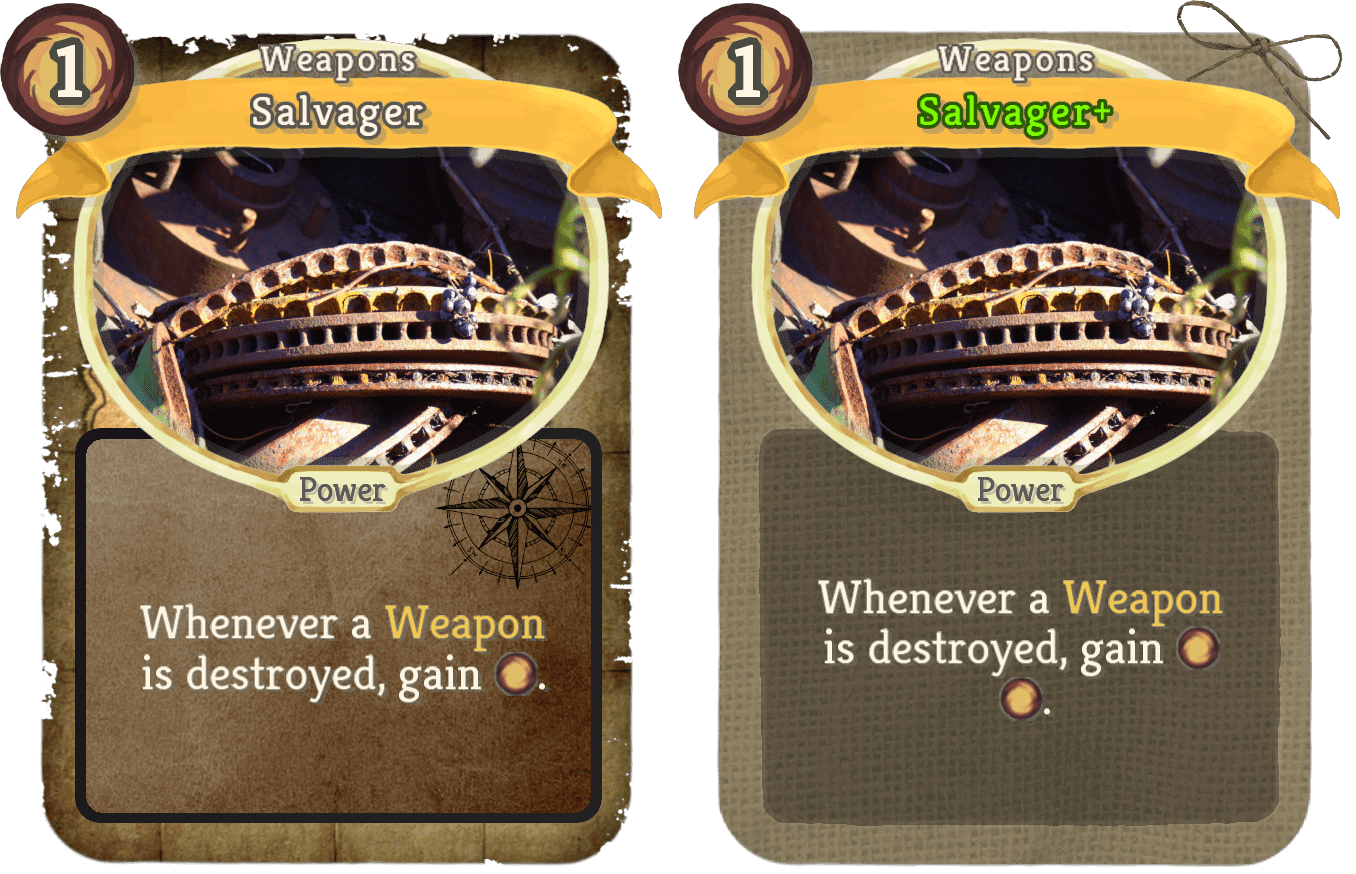 1
Weapons
Salvager
Power
Whenever a Weapon
is destroyed, gain .
1
Weapons
Salvager+
Power
Whenever a Weapon
is destroyed, gain
.